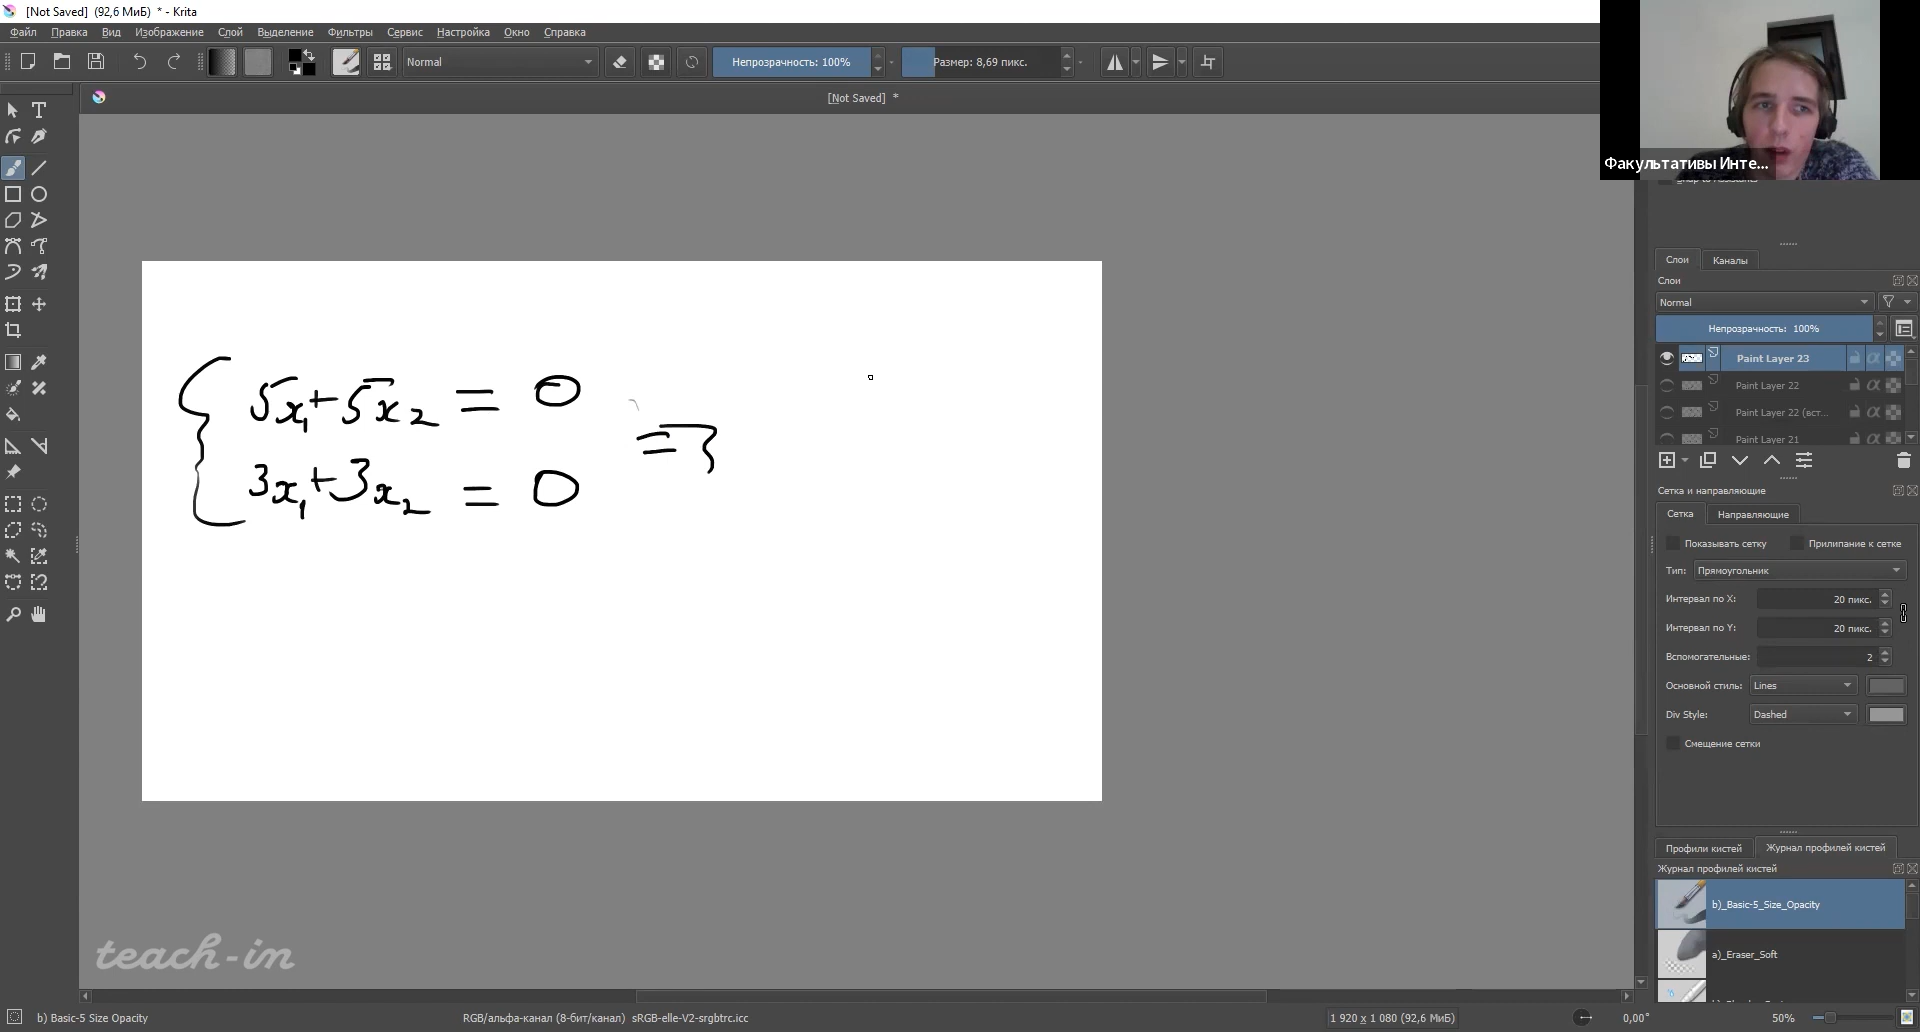 [Not Saved] (92,6 МиБ) * - Krita
Файл Правка Вид Изображение Слой Выделение Фильтры Сервис Настройка Окно Справка
Normal Непрозрачность: 100% Размер: 8,69 пикс.
[Not Saved] *
Факультативы Инте...
5x₁+5x₂ = 0
3x₁+3x₂ = 0
=>
Слои Каналы
Слои
Normal
Непрозрачность: 100%
Paint Layer 23
Paint Layer 22
Paint Layer 22 (вст...
Paint Layer 21
Сетка и направляющие
Сетка Направляющие
Показывать сетку Прилипание к сетке
Тип: Прямоугольник
Интервал по X: 20 пикс.
Интервал по Y: 20 пикс.
Вспомогательные: 2
Основной стиль: Lines
Div Style: Dashed
Смещение сетки
Профили кистей Журнал профилей кистей
Журнал профилей кистей
b)_Basic-5_Size_Opacity
a)_Eraser_Soft
teach-in
b) Basic-5 Size Opacity RGB/альфа-канал (8-бит/канал) sRGB-elle-V2-srgbtrc.icc 1 920 x 1 080 (92,6 МиБ) 0,00° 50%